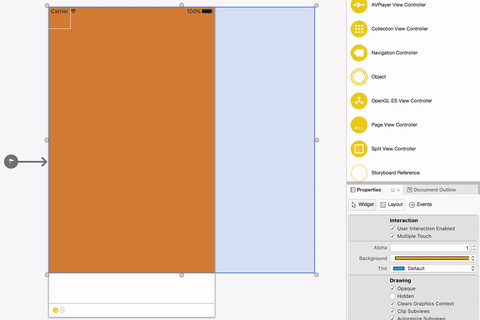 Carrier
100%
AVPlayer View Controller
Collection View Controller
Navigation Controller
Object
OpenGL ES View Controller
Page View Controller
Split View Controller
Storyboard Reference
Properties
Document Outline
Widget
Layout
Events
Interaction
User Interaction Enabled
Multiple Touch
Alpha
1
Background
Tint
Default
Drawing
Opaque
Hidden
Clears Graphics Context
Clip Subviews
Autoresize Subviews